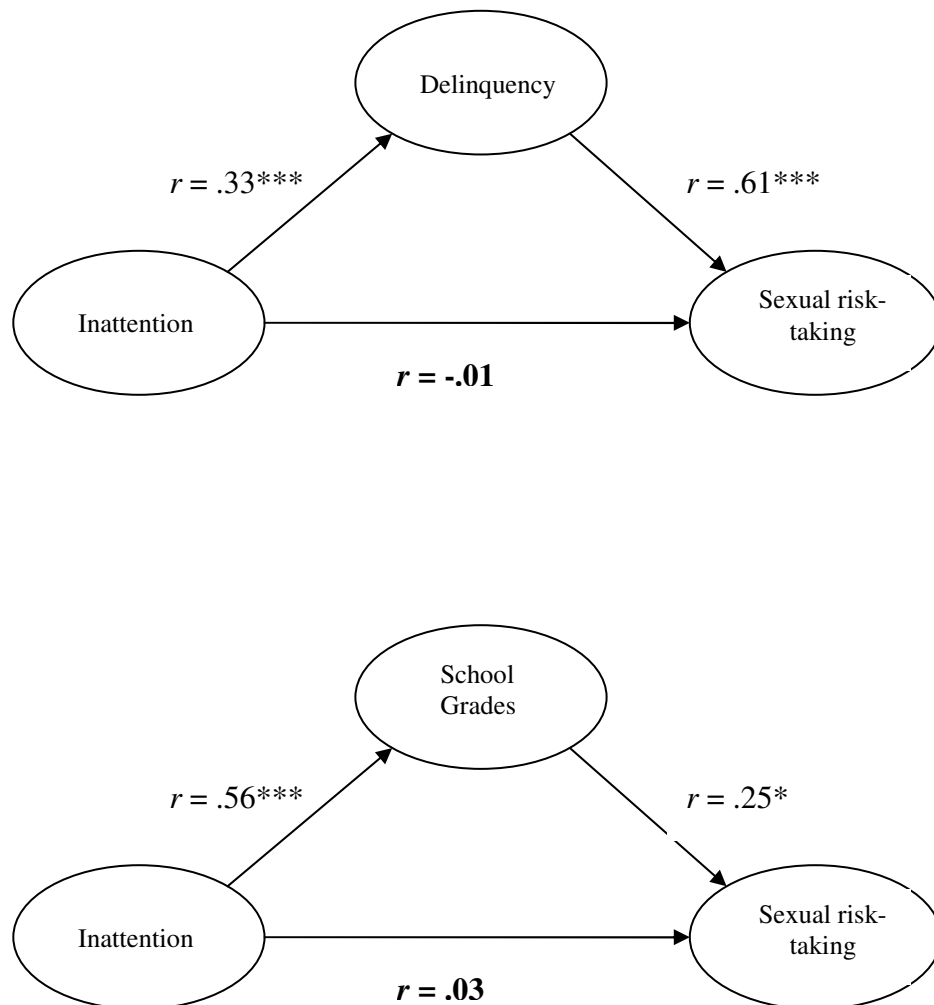 Delinquency
r = .33***
r = .61***
Inattention
Sexual risk-
taking
r = -.01
School
Grades
r = .56***
r = .25*
Inattention
Sexual risk-
taking
r = .03